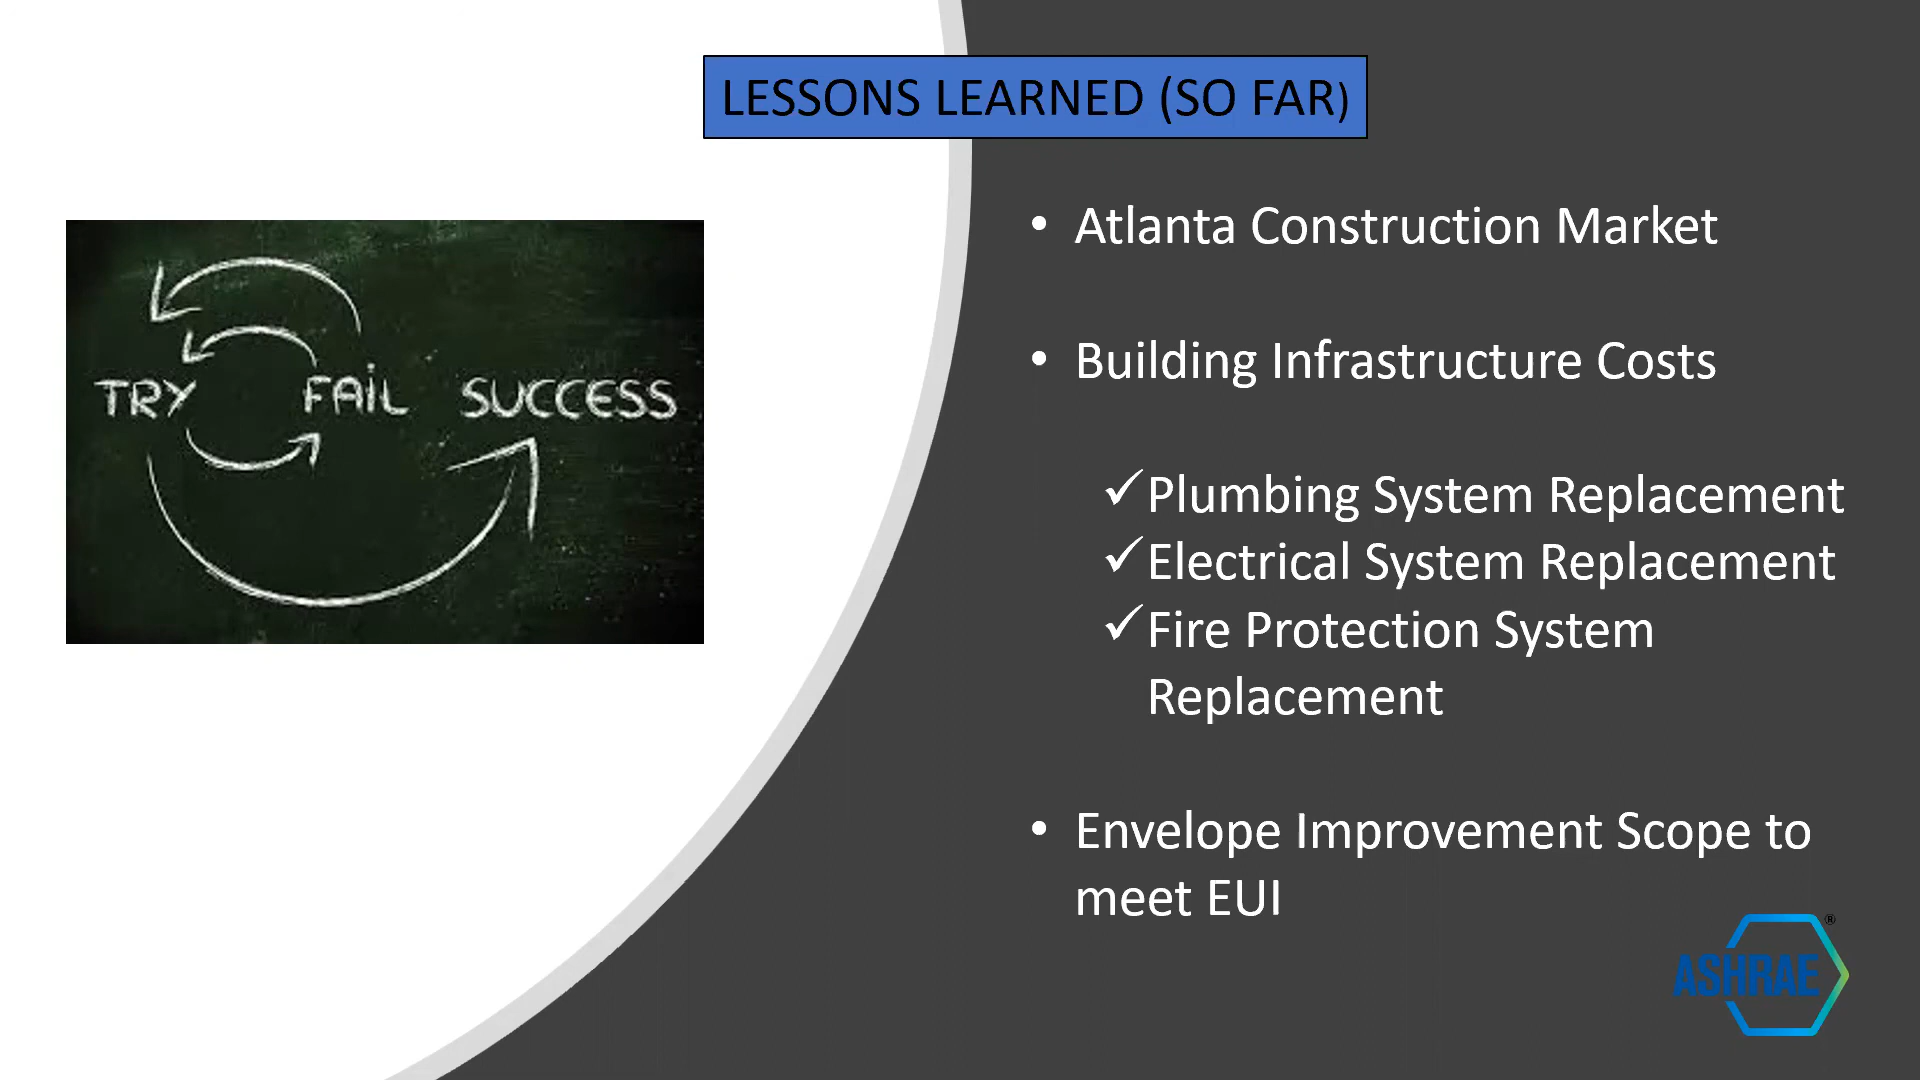 LESSONS LEARNED (SO FAR)
TRY FAIL SUCCESS
• Atlanta Construction Market
• Building Infrastructure Costs
✓Plumbing System Replacement
✓Electrical System Replacement
✓Fire Protection System
Replacement
• Envelope Improvement Scope to
meet EUI
ASHRAE®